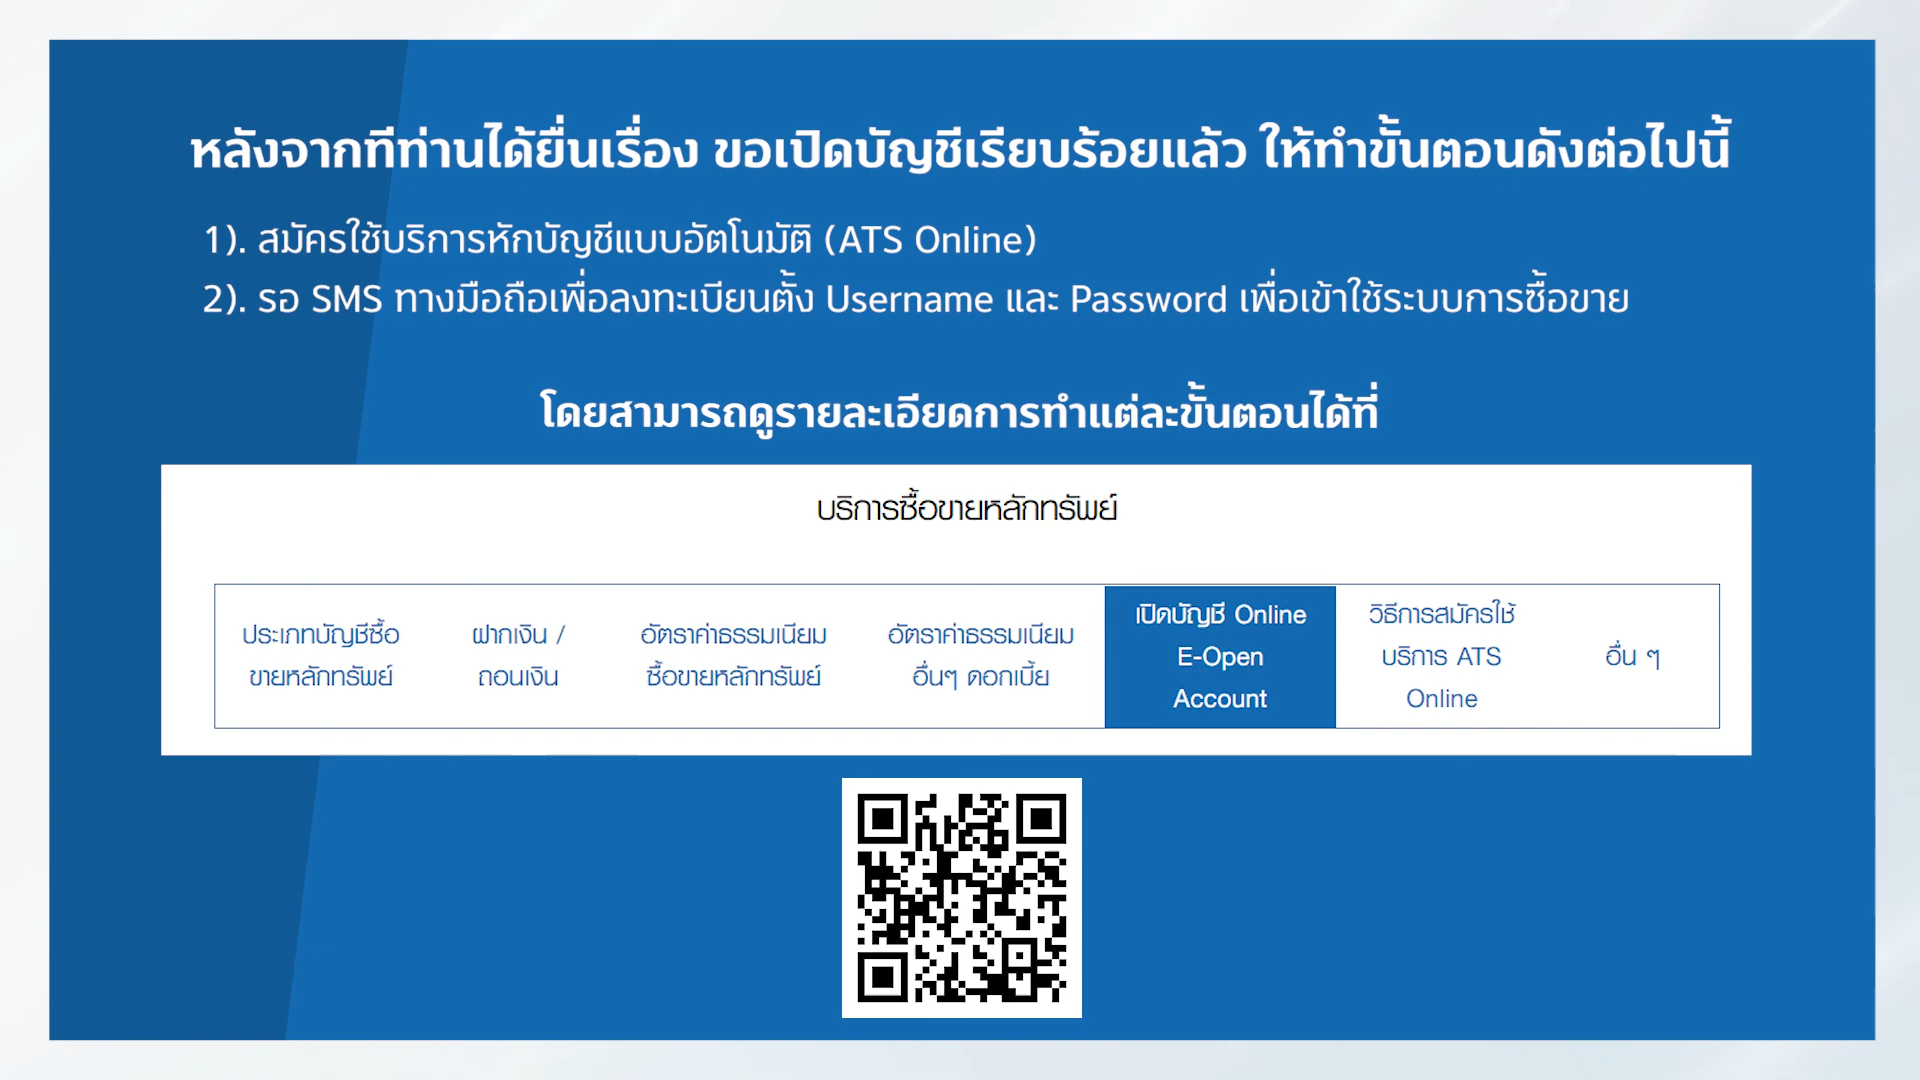 หลังจากทีท่านได้ยื่นเรื่อง ขอเปิดบัญชีเรียบร้อยแล้ว ให้ทำขั้นตอนดังต่อไปนี้
1). สมัครใช้บริการหักบัญชีแบบอัตโนมัติ (ATS Online)
2). รอ SMS ทางมือถือเพื่อลงทะเบียนตั้ง Username และ Password เพื่อเข้าใช้ระบบการซื้อขาย
โดยสามารถดูรายละเอียดการทำแต่ละขั้นตอนได้ที่
บริการซื้อขายหลักทรัพย์
ประเภทบัญชีซื้อ
ขายหลักทรัพย์
ฝากเงิน /
ถอนเงิน
อัตราค่าธรรมเนียม
ซื้อขายหลักทรัพย์
อัตราค่าธรรมเนียม
อื่นๆ ดอกเบี้ย
เปิดบัญชี Online
E-Open
Account
วิธีการสมัครใช้
บริการ ATS
Online
อื่น ๆ